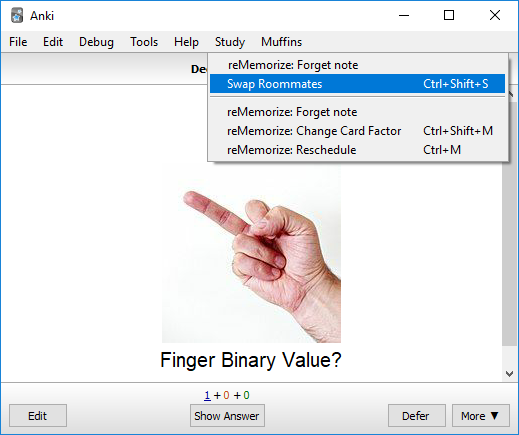 Anki
File Edit Debug Tools Help Study Muffins
reMemorize: Forget note
Swap Roommates Ctrl+Shift+S
reMemorize: Forget note
reMemorize: Change Card Factor Ctrl+Shift+M
reMemorize: Reschedule Ctrl+M
Finger Binary Value?
1 + 0 + 0
Edit Show Answer Defer More ▼